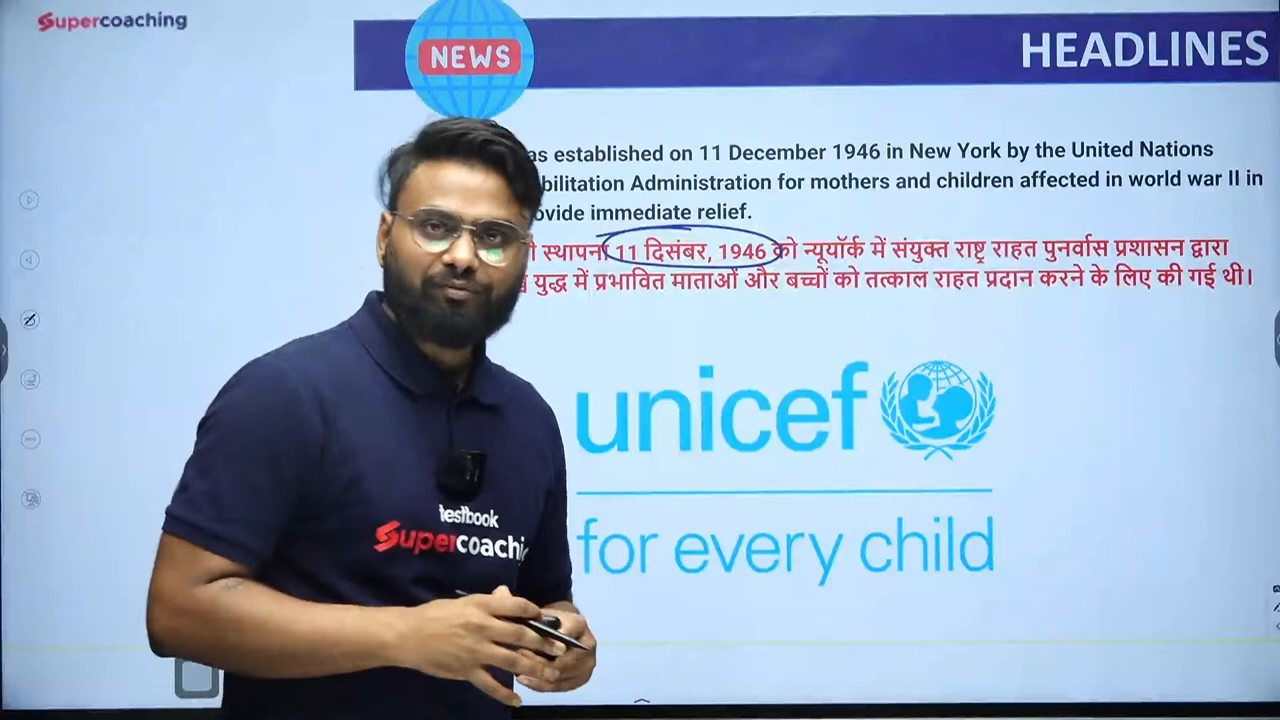 Supercoaching
NEWS
HEADLINES
as established on 11 December 1946 in New York by the United Nations
bilitation Administration for mothers and children affected in world war II in
ovide immediate relief.
स्थापना 11 दिसंबर, 1946 को न्यूयॉर्क में संयुक्त राष्ट्र राहत पुनर्वास प्रशासन द्वारा
युद्ध में प्रभावित माताओं और बच्चों को तत्काल राहत प्रदान करने के लिए की गई थी।
unicef
for every child
testbook
Supercoachi